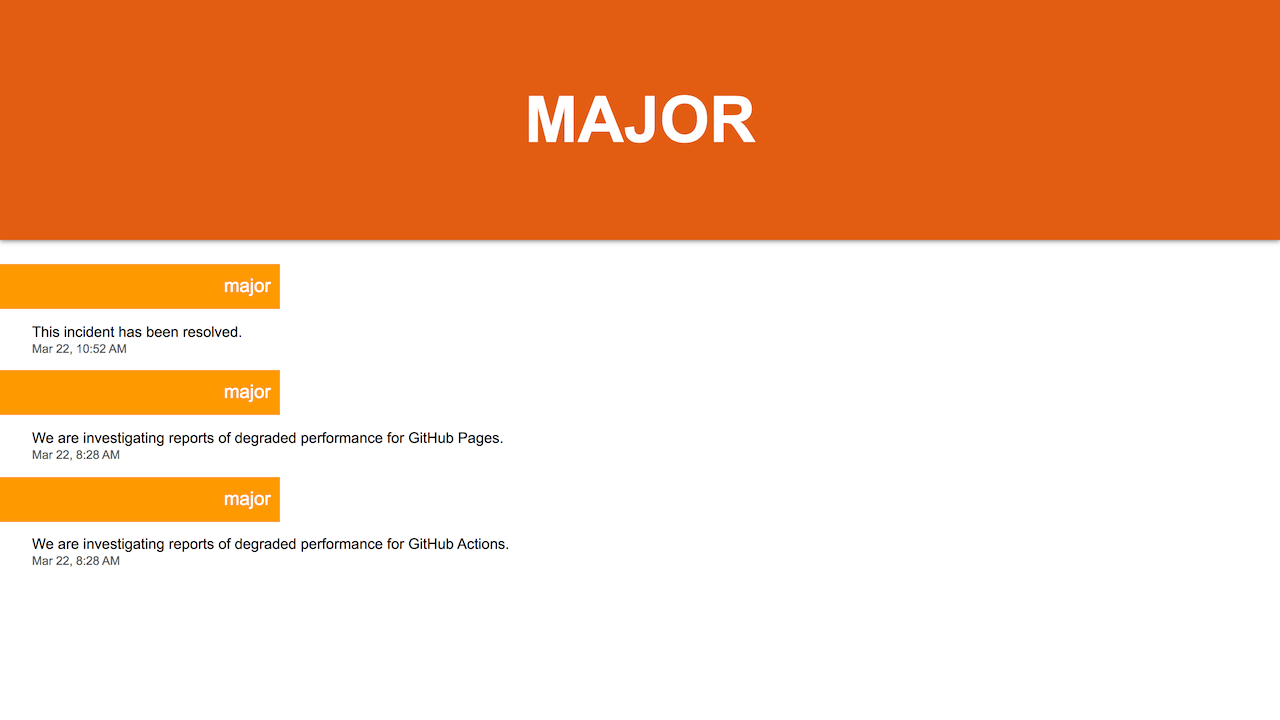 MAJOR
major
This incident has been resolved.
Mar 22, 10:52 AM
major
We are investigating reports of degraded performance for GitHub Pages.
Mar 22, 8:28 AM
major
We are investigating reports of degraded performance for GitHub Actions.
Mar 22, 8:28 AM